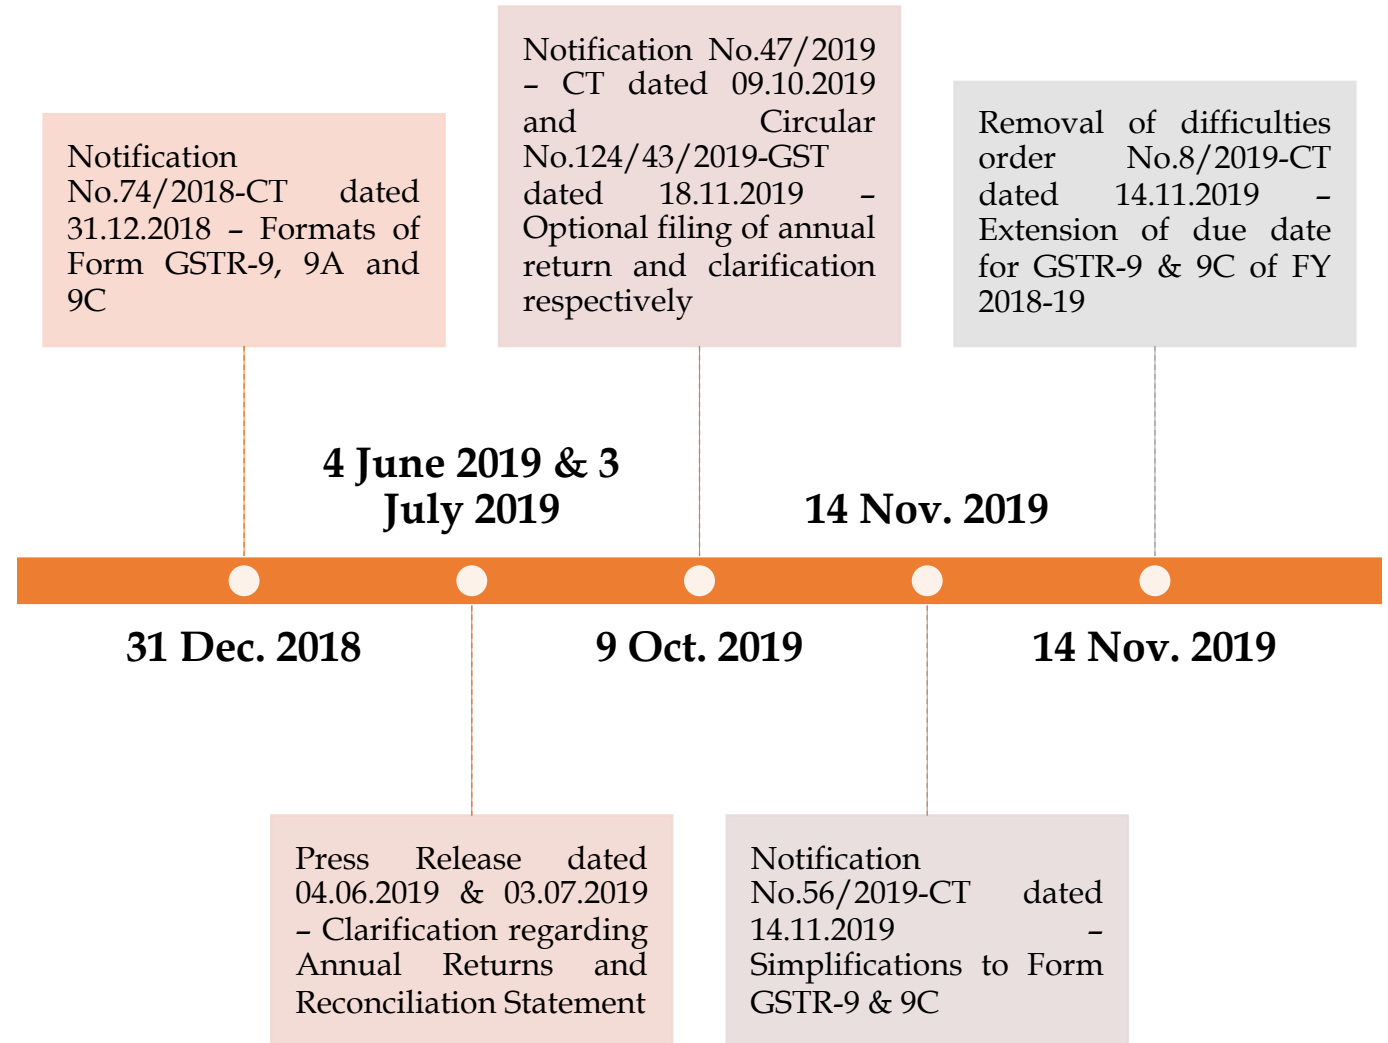 Notification
No.74/2018-CT dated
31.12.2018 – Formats of
Form GSTR-9, 9A and
9C
Notification No.47/2019
– CT dated 09.10.2019
and Circular
No.124/43/2019-GST
dated 18.11.2019 –
Optional filing of annual
return and clarification
respectively
Removal of difficulties
order No.8/2019-CT
dated 14.11.2019 –
Extension of due date
for GSTR-9 & 9C of FY
2018-19
4 June 2019 & 3
July 2019
14 Nov. 2019
31 Dec. 2018
9 Oct. 2019
14 Nov. 2019
Press Release dated
04.06.2019 & 03.07.2019
– Clarification regarding
Annual Returns and
Reconciliation Statement
Notification
No.56/2019-CT dated
14.11.2019 –
Simplifications to Form
GSTR-9 & 9C